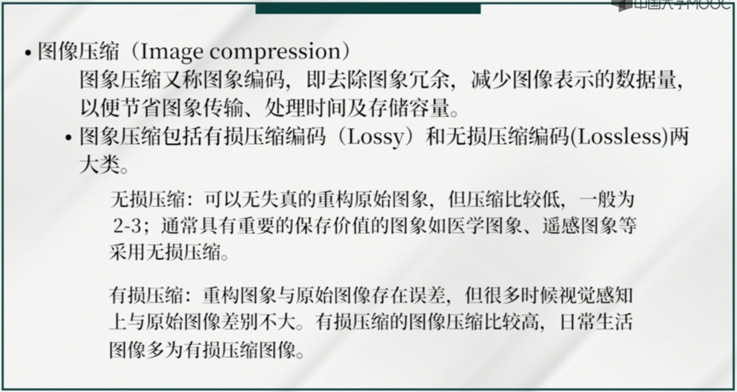 中国大学MOOC
• 图像压缩（Image compression）
图象压缩又称图象编码，即去除图象冗余，减少图像表示的数据量，
以便节省图象传输、处理时间及存储容量。
• 图象压缩包括有损压缩编码（Lossy）和无损压缩编码(Lossless)两
大类。
无损压缩：可以无失真的重构原始图象，但压缩比较低，一般为
2-3；通常具有重要的保存价值的图象如医学图象、遥感图象等
采用无损压缩。
有损压缩：重构图象与原始图像存在误差，但很多时候视觉感知
上与原始图像差别不大。有损压缩的图像压缩比较高，日常生活
图像多为有损压缩图像。